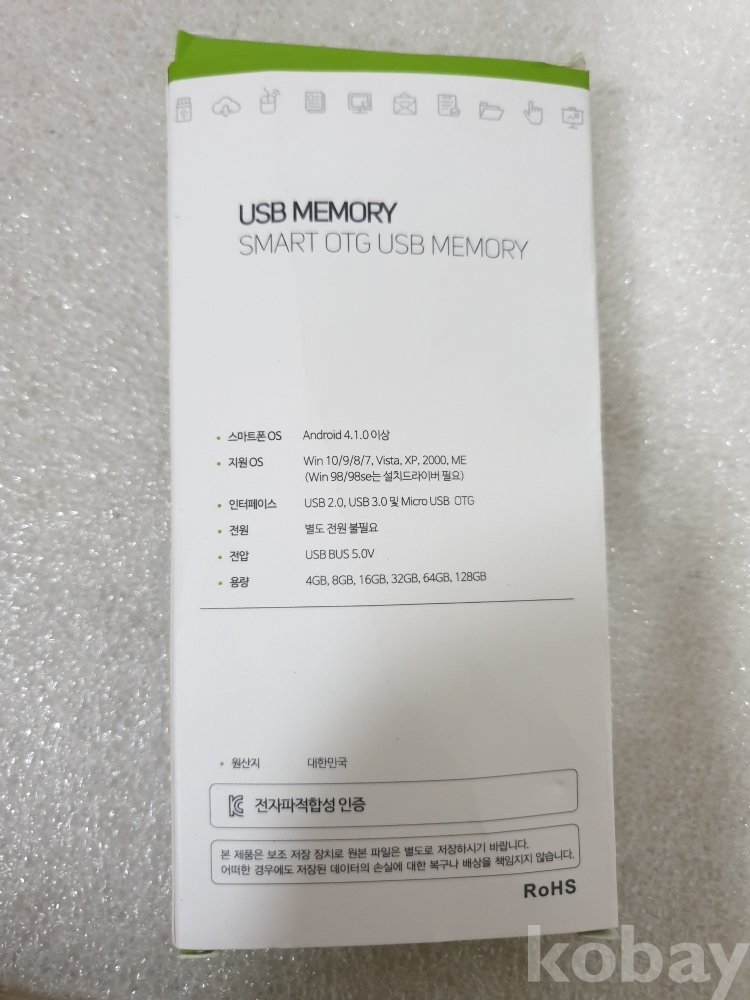 USB MEMORY
SMART OTG USB MEMORY
• 스마트폰 OS Android 4.1.0 이상
• 지원 OS Win 10/9/8/7, Vista, XP, 2000, ME
(Win 98/98se는 설치드라이버 필요)
• 인터페이스 USB 2.0, USB 3.0 및 Micro USB OTG
• 전원 별도 전원 불필요
• 전압 USB BUS 5.0V
• 용량 4GB, 8GB, 16GB, 32GB, 64GB, 128GB
• 원산지 대한민국
전자파적합성 인증
본 제품은 보조 저장 장치로 원본 파일은 별도로 저장하시기 바랍니다.
어떠한 경우에도 저장된 데이터의 손실에 대한 복구나 배상을 책임지지 않습니다.
RoHS
kobay